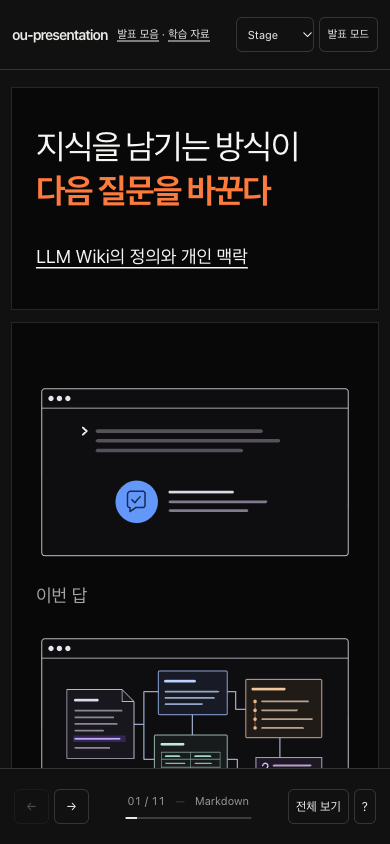 ou-presentation 발표 모음 · 학습 자료 Stage 발표 모드
지식을 남기는 방식이
다음 질문을 바꾼다
LLM Wiki의 정의와 개인 맥락
이번 답
?
← → 01 / 11 — Markdown 전체 보기 ?